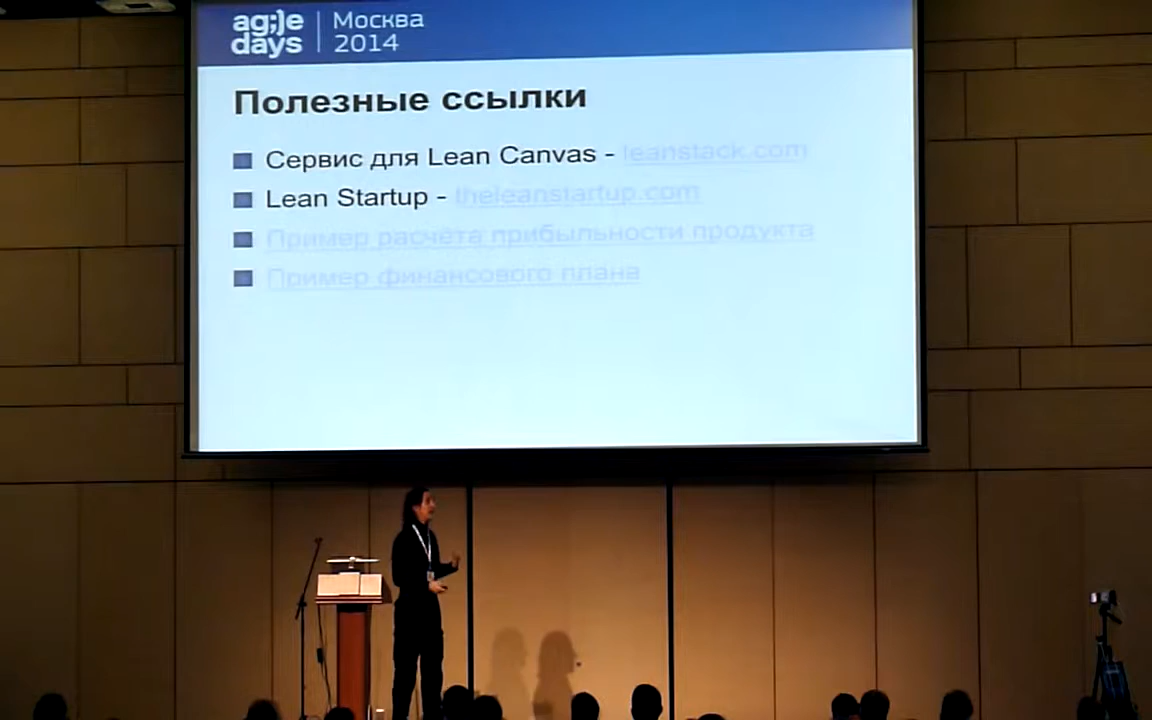 ag;)e
days
Москва
2014
Полезные ссылки
Сервис для Lean Canvas - leanstack.com
Lean Startup - theleanstartup.com
Пример расчета прибыльности продукта
Пример финансового плана